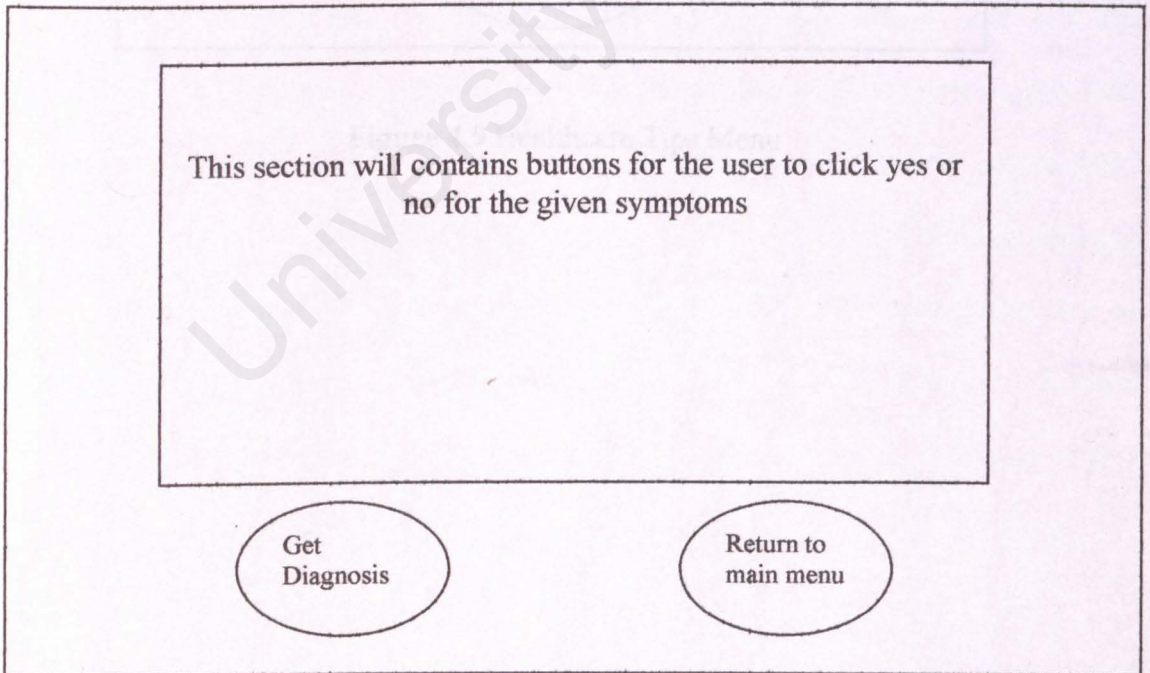 University
This section will contains buttons for the user to click yes or
no for the given symptoms
Get
Diagnosis
Return to
main menu